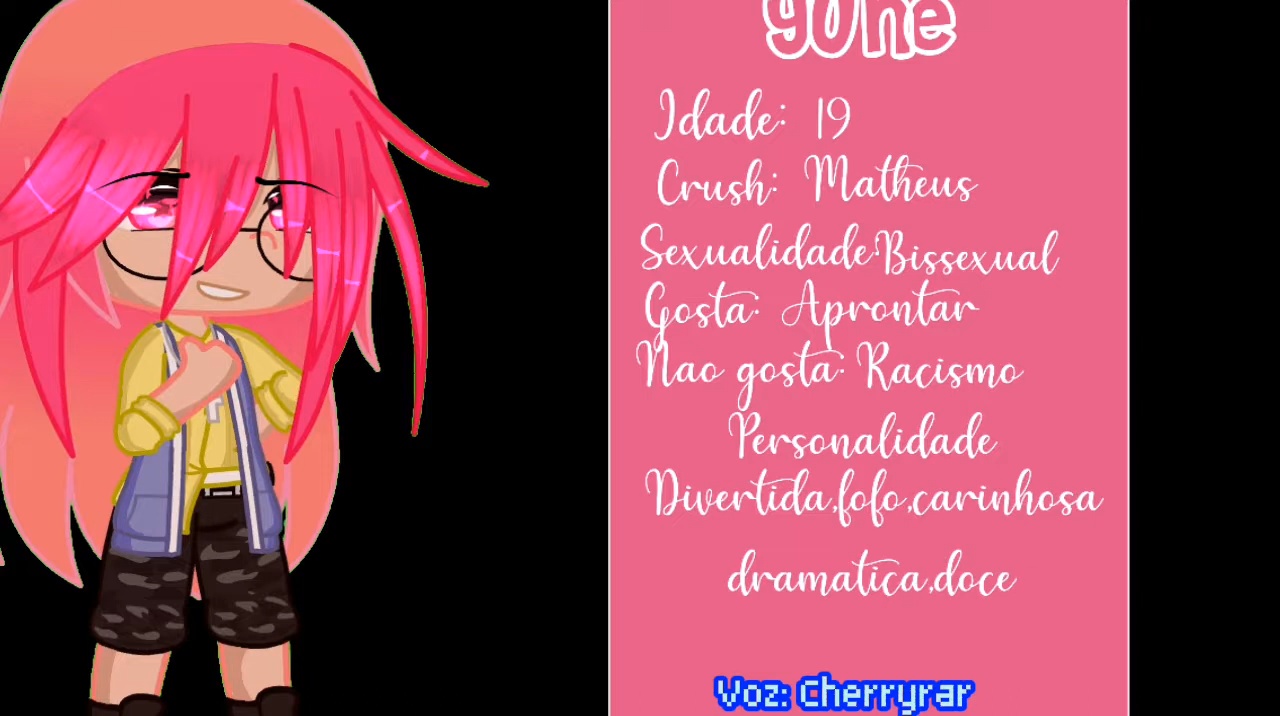 Idade: 19
Crush: Matheus
Sexualidade Bissexual
Gosta: Aprontar
Nao gosta: Racismo
Personalidade
Divertida,fofo,carinhosa
dramatica,doce
Voz: Cherryrar